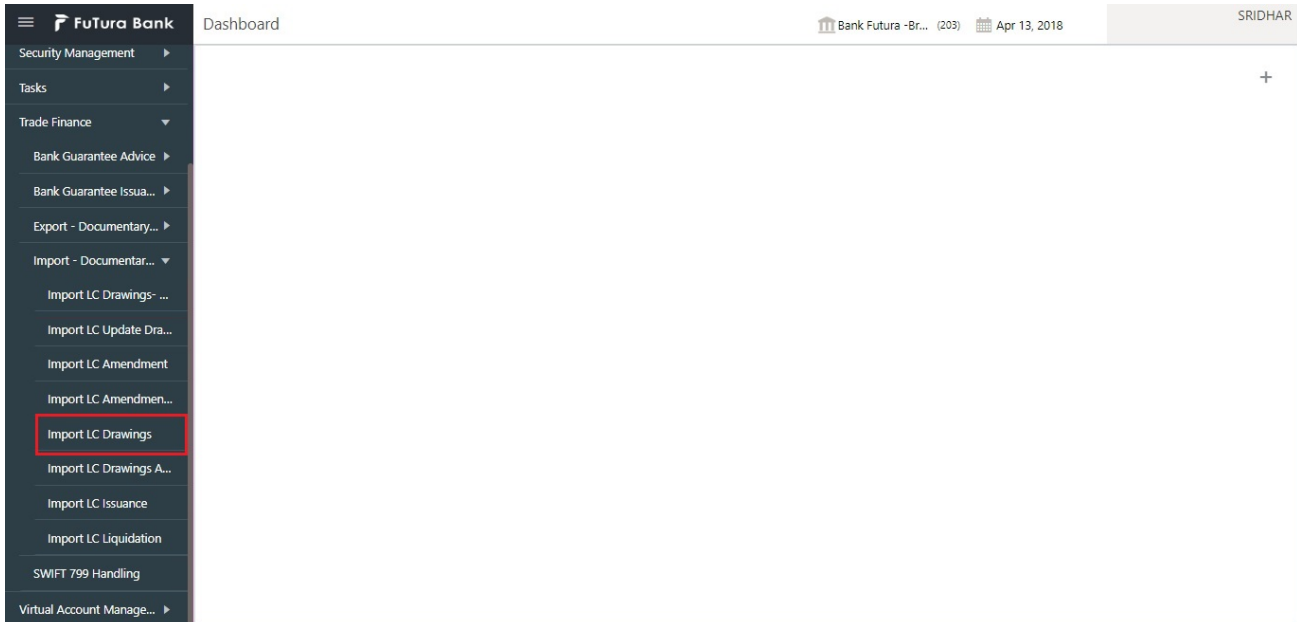 FuTura Bank
Dashboard
Bank Futura -Br... (203)
Apr 13, 2018
SRIDHAR
Security Management
Tasks
Trade Finance
Bank Guarantee Advice
Bank Guarantee Issua...
Export - Documentary...
Import - Documentar...
Import LC Drawings- ...
Import LC Update Dra...
Import LC Amendment
Import LC Amendmen...
Import LC Drawings
Import LC Drawings A...
Import LC Issuance
Import LC Liquidation
SWIFT 799 Handling
Virtual Account Manage...